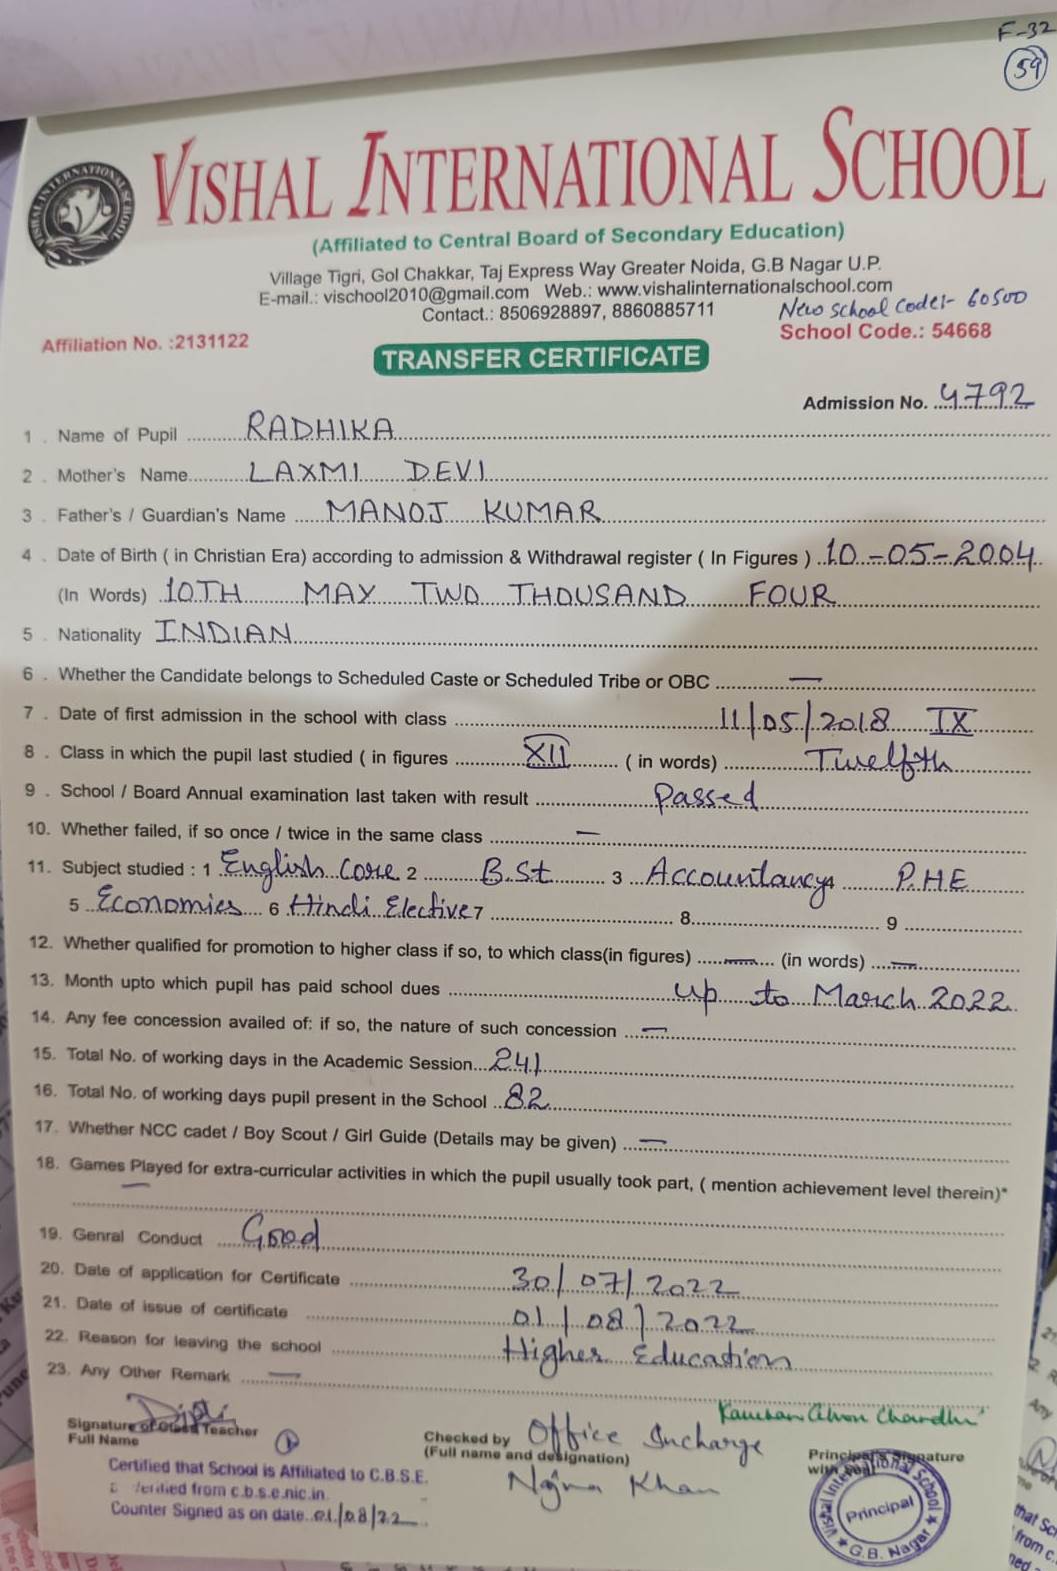 F-32
59
VISHAL INTERNATIONAL SCHOOL
VISHAL INTERNATIONAL SCHOOL
(Affiliated to Central Board of Secondary Education)
Village Tigri, Gol Chakkar, Taj Express Way Greater Noida, G.B Nagar U.P.
E-mail.: vischool2010@gmail.com Web.: www.vishalinternationalschool.com
Contact.: 8506928897, 8860885711
New school code:- 60500
Affiliation No. :2131122
School Code.: 54668
TRANSFER CERTIFICATE
Admission No. 4792
1 . Name of Pupil RADHIKA
2 . Mother's Name LAXMI DEVI
3 . Father's / Guardian's Name MANOJ KUMAR
4 . Date of Birth ( in Christian Era) according to admission & Withdrawal register ( In Figures ) 10-05-2004
(In Words) 10TH MAY TWO THOUSAND FOUR
5 . Nationality INDIAN
6 . Whether the Candidate belongs to Scheduled Caste or Scheduled Tribe or OBC —
7 . Date of first admission in the school with class 11/05/2018 IX
8 . Class in which the pupil last studied ( in figures XII ( in words) Twelfth
9 . School / Board Annual examination last taken with result Passed
10. Whether failed, if so once / twice in the same class —
11. Subject studied : 1 English Core 2 B.St 3 Accountancy 4 P.HE
5 Economics 6 Hindi Elective 7 8 9
12. Whether qualified for promotion to higher class if so, to which class(in figures) — (in words) —
13. Month upto which pupil has paid school dues up to March 2022
14. Any fee concession availed of: if so, the nature of such concession —
15. Total No. of working days in the Academic Session 241
16. Total No. of working days pupil present in the School 82
17. Whether NCC cadet / Boy Scout / Girl Guide (Details may be given) —
18. Games Played for extra-curricular activities in which the pupil usually took part, ( mention achievement level therein)*
—
19. Genral Conduct Good
20. Date of application for Certificate 30/07/2022
21. Date of issue of certificate 01/08/2022
22. Reason for leaving the school Higher Education
23. Any Other Remark —
Signature of Class Teacher
Full Name
Checked by Office Incharge
(Full name and designation)
Khan
Principal's Signature
with Seal
Certified that School is Affiliated to C.B.S.E.
& Verified from c.b.s.e.nic.in.
Counter Signed as on date 01/08/22
Vishal International School
Principal
★ G.B. Nagar ★